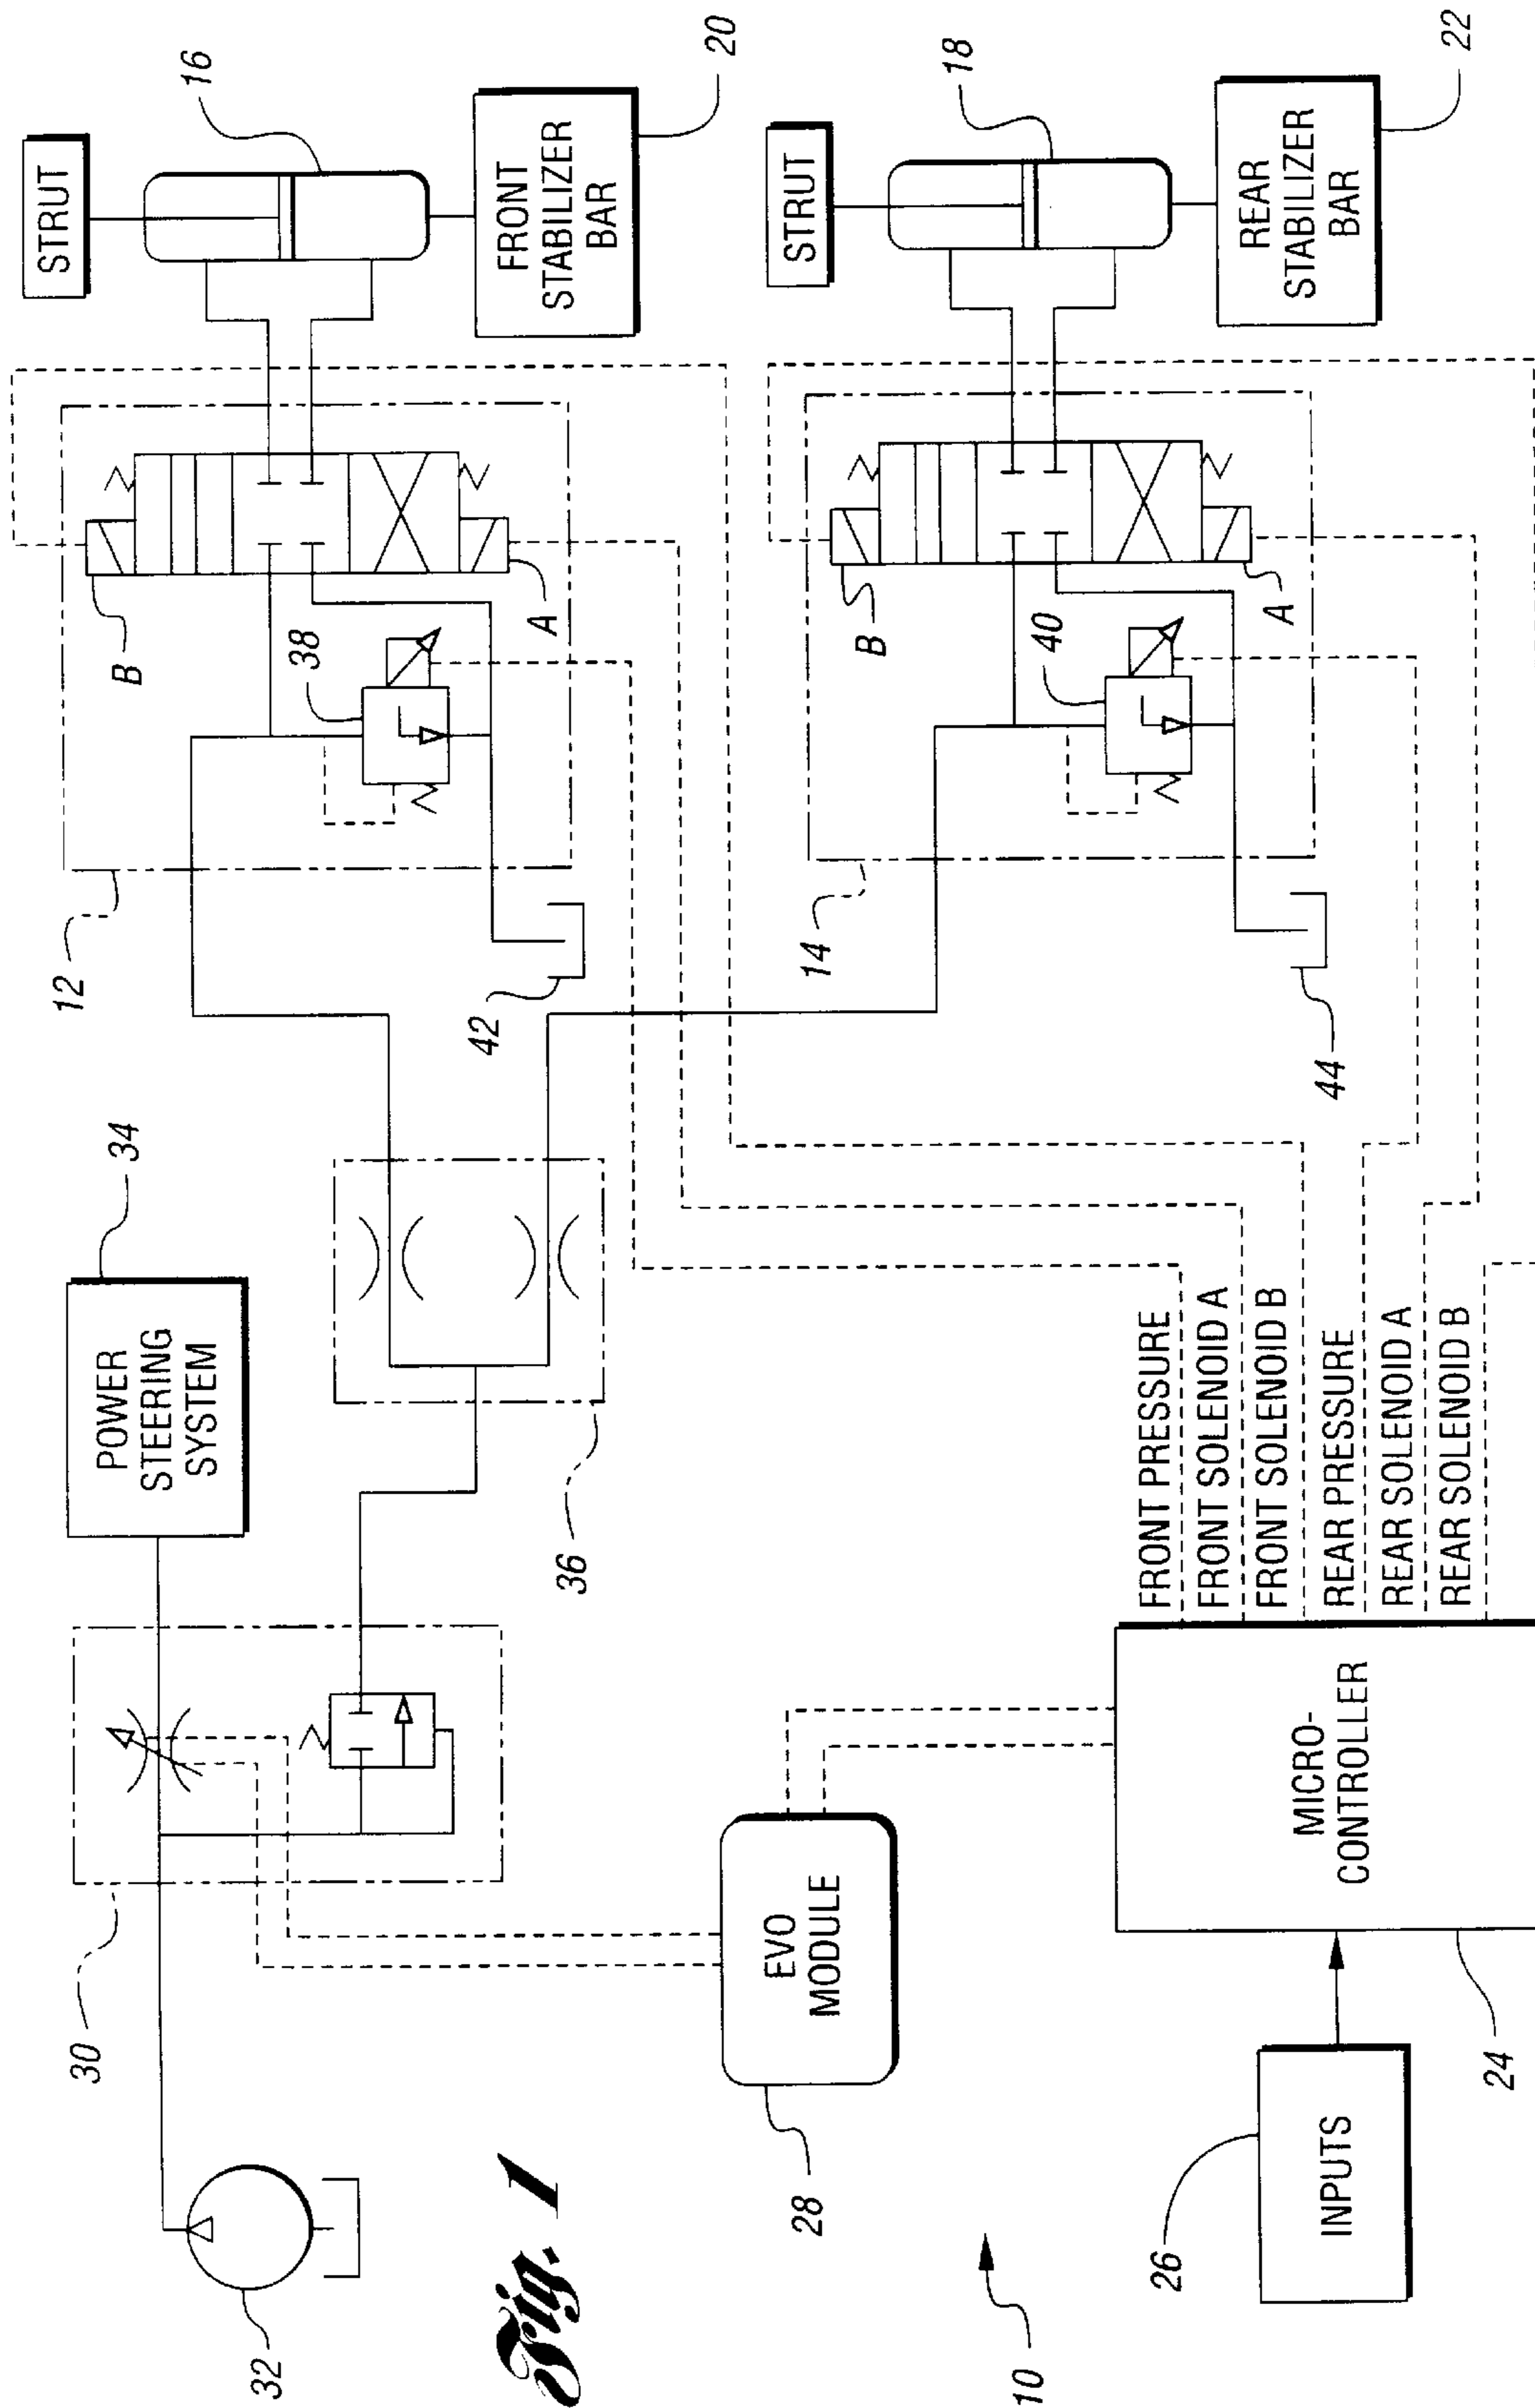 STRUT
16
FRONT
STABILIZER
BAR
20
STRUT
18
REAR
STABILIZER
BAR
22
B
A
38
12
42
B
A
40
14
44
34
POWER
STEERING
SYSTEM
36
30
32
FRONT PRESSURE
FRONT SOLENOID A
FRONT SOLENOID B
REAR PRESSURE
REAR SOLENOID A
REAR SOLENOID B
EVO
MODULE
28
MICRO-
CONTROLLER
24
INPUTS
26
10
Fig. 1